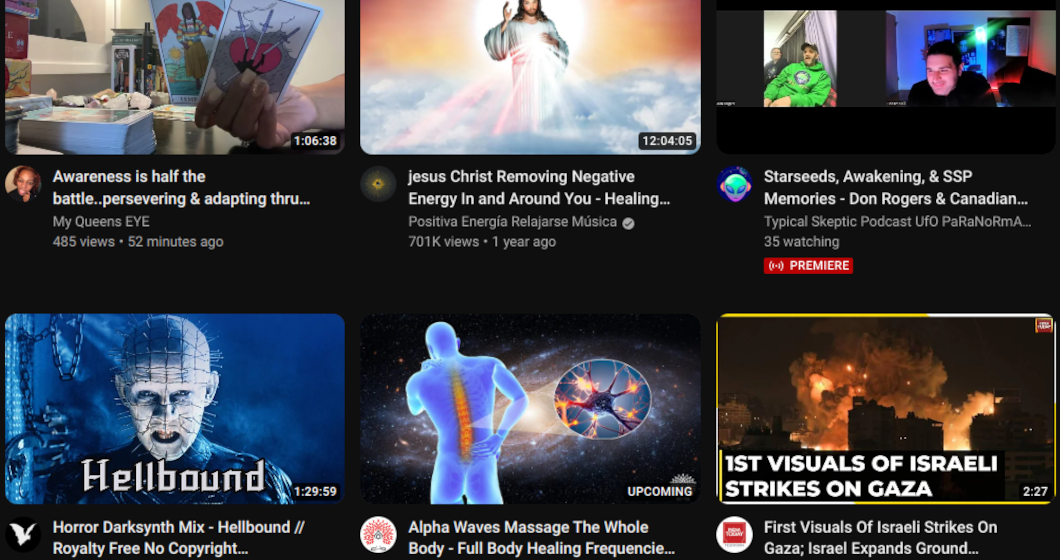 1:06:38
12:04:05
Awareness is half the
battle..persevering & adapting thru...
My Queens EYE
485 views • 52 minutes ago
jesus Christ Removing Negative
Energy In and Around You - Healing...
Positiva Energía Relajarse Música
701K views • 1 year ago
Starseeds, Awakening, & SSP
Memories - Don Rogers & Canadian...
Typical Skeptic Podcast UfO PaRaNoRmA...
35 watching
PREMIERE
Hellbound
1:29:59
UPCOMING
1ST VISUALS OF ISRAELI
STRIKES ON GAZA
2:27
Horror Darksynth Mix - Hellbound //
Royalty Free No Copyright...
Alpha Waves Massage The Whole
Body - Full Body Healing Frequencie...
INDIA
TODAY
First Visuals Of Israeli Strikes On
Gaza; Israel Expands Ground...